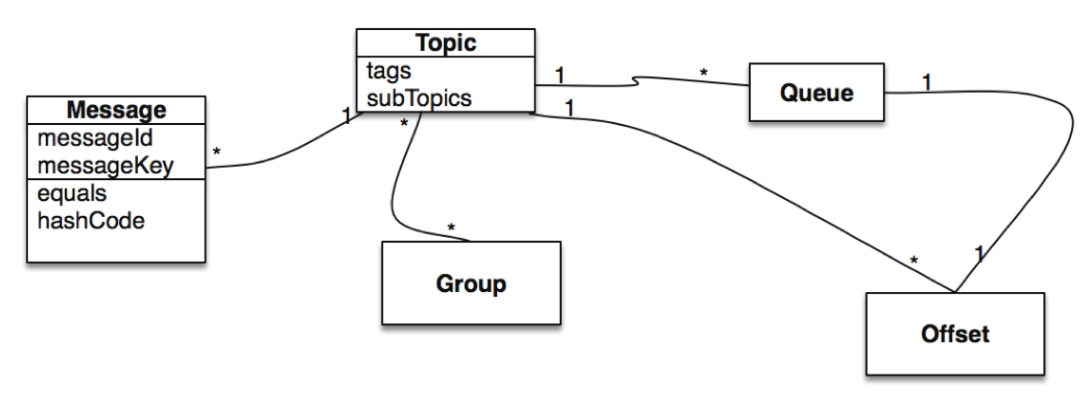 Topic
tags
subTopics
1
*
Queue
1
Message
messageId
messageKey
equals
hashCode
*
1
*
1
*
Group
*
1
Offset